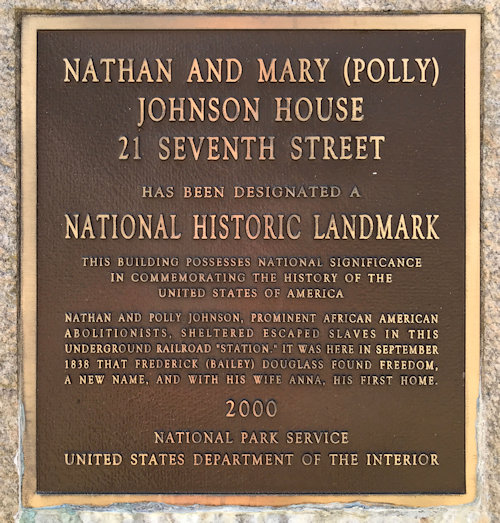 NATHAN AND MARY (POLLY)
JOHNSON HOUSE
21 SEVENTH STREET
HAS BEEN DESIGNATED A
NATIONAL HISTORIC LANDMARK
THIS BUILDING POSSESSES NATIONAL SIGNIFICANCE
IN COMMEMORATING THE HISTORY OF THE
UNITED STATES OF AMERICA
NATHAN AND POLLY JOHNSON, PROMINENT AFRICAN AMERICAN
ABOLITIONISTS, SHELTERED ESCAPED SLAVES IN THIS
UNDERGROUND RAILROAD "STATION." IT WAS HERE IN SEPTEMBER
1838 THAT FREDERICK (BAILEY) DOUGLASS FOUND FREEDOM,
A NEW NAME, AND WITH HIS WIFE ANNA, HIS FIRST HOME.
2000
NATIONAL PARK SERVICE
UNITED STATES DEPARTMENT OF THE INTERIOR